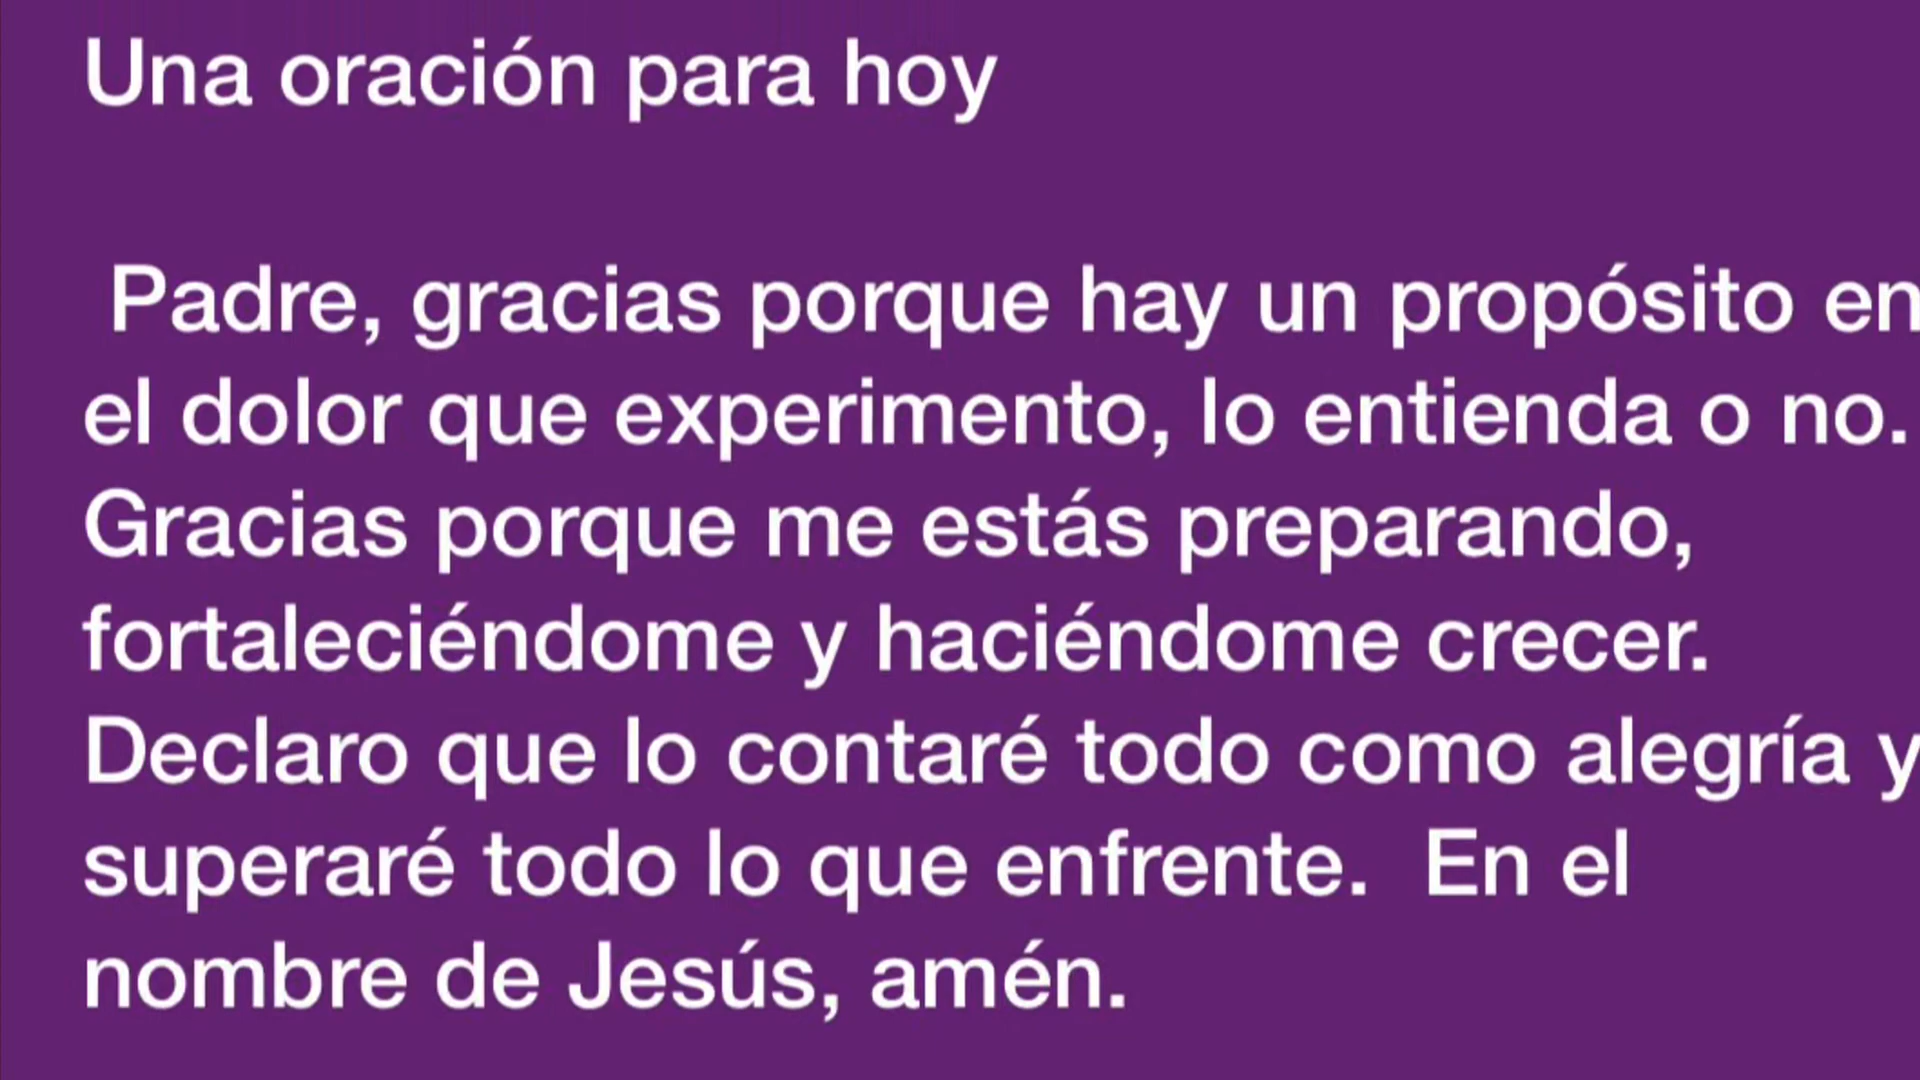 Una oración para hoy
Padre, gracias porque hay un propósito en
el dolor que experimento, lo entienda o no.
Gracias porque me estás preparando,
fortaleciéndome y haciéndome crecer.
Declaro que lo contaré todo como alegría y
superaré todo lo que enfrente.  En el
nombre de Jesús, amén.